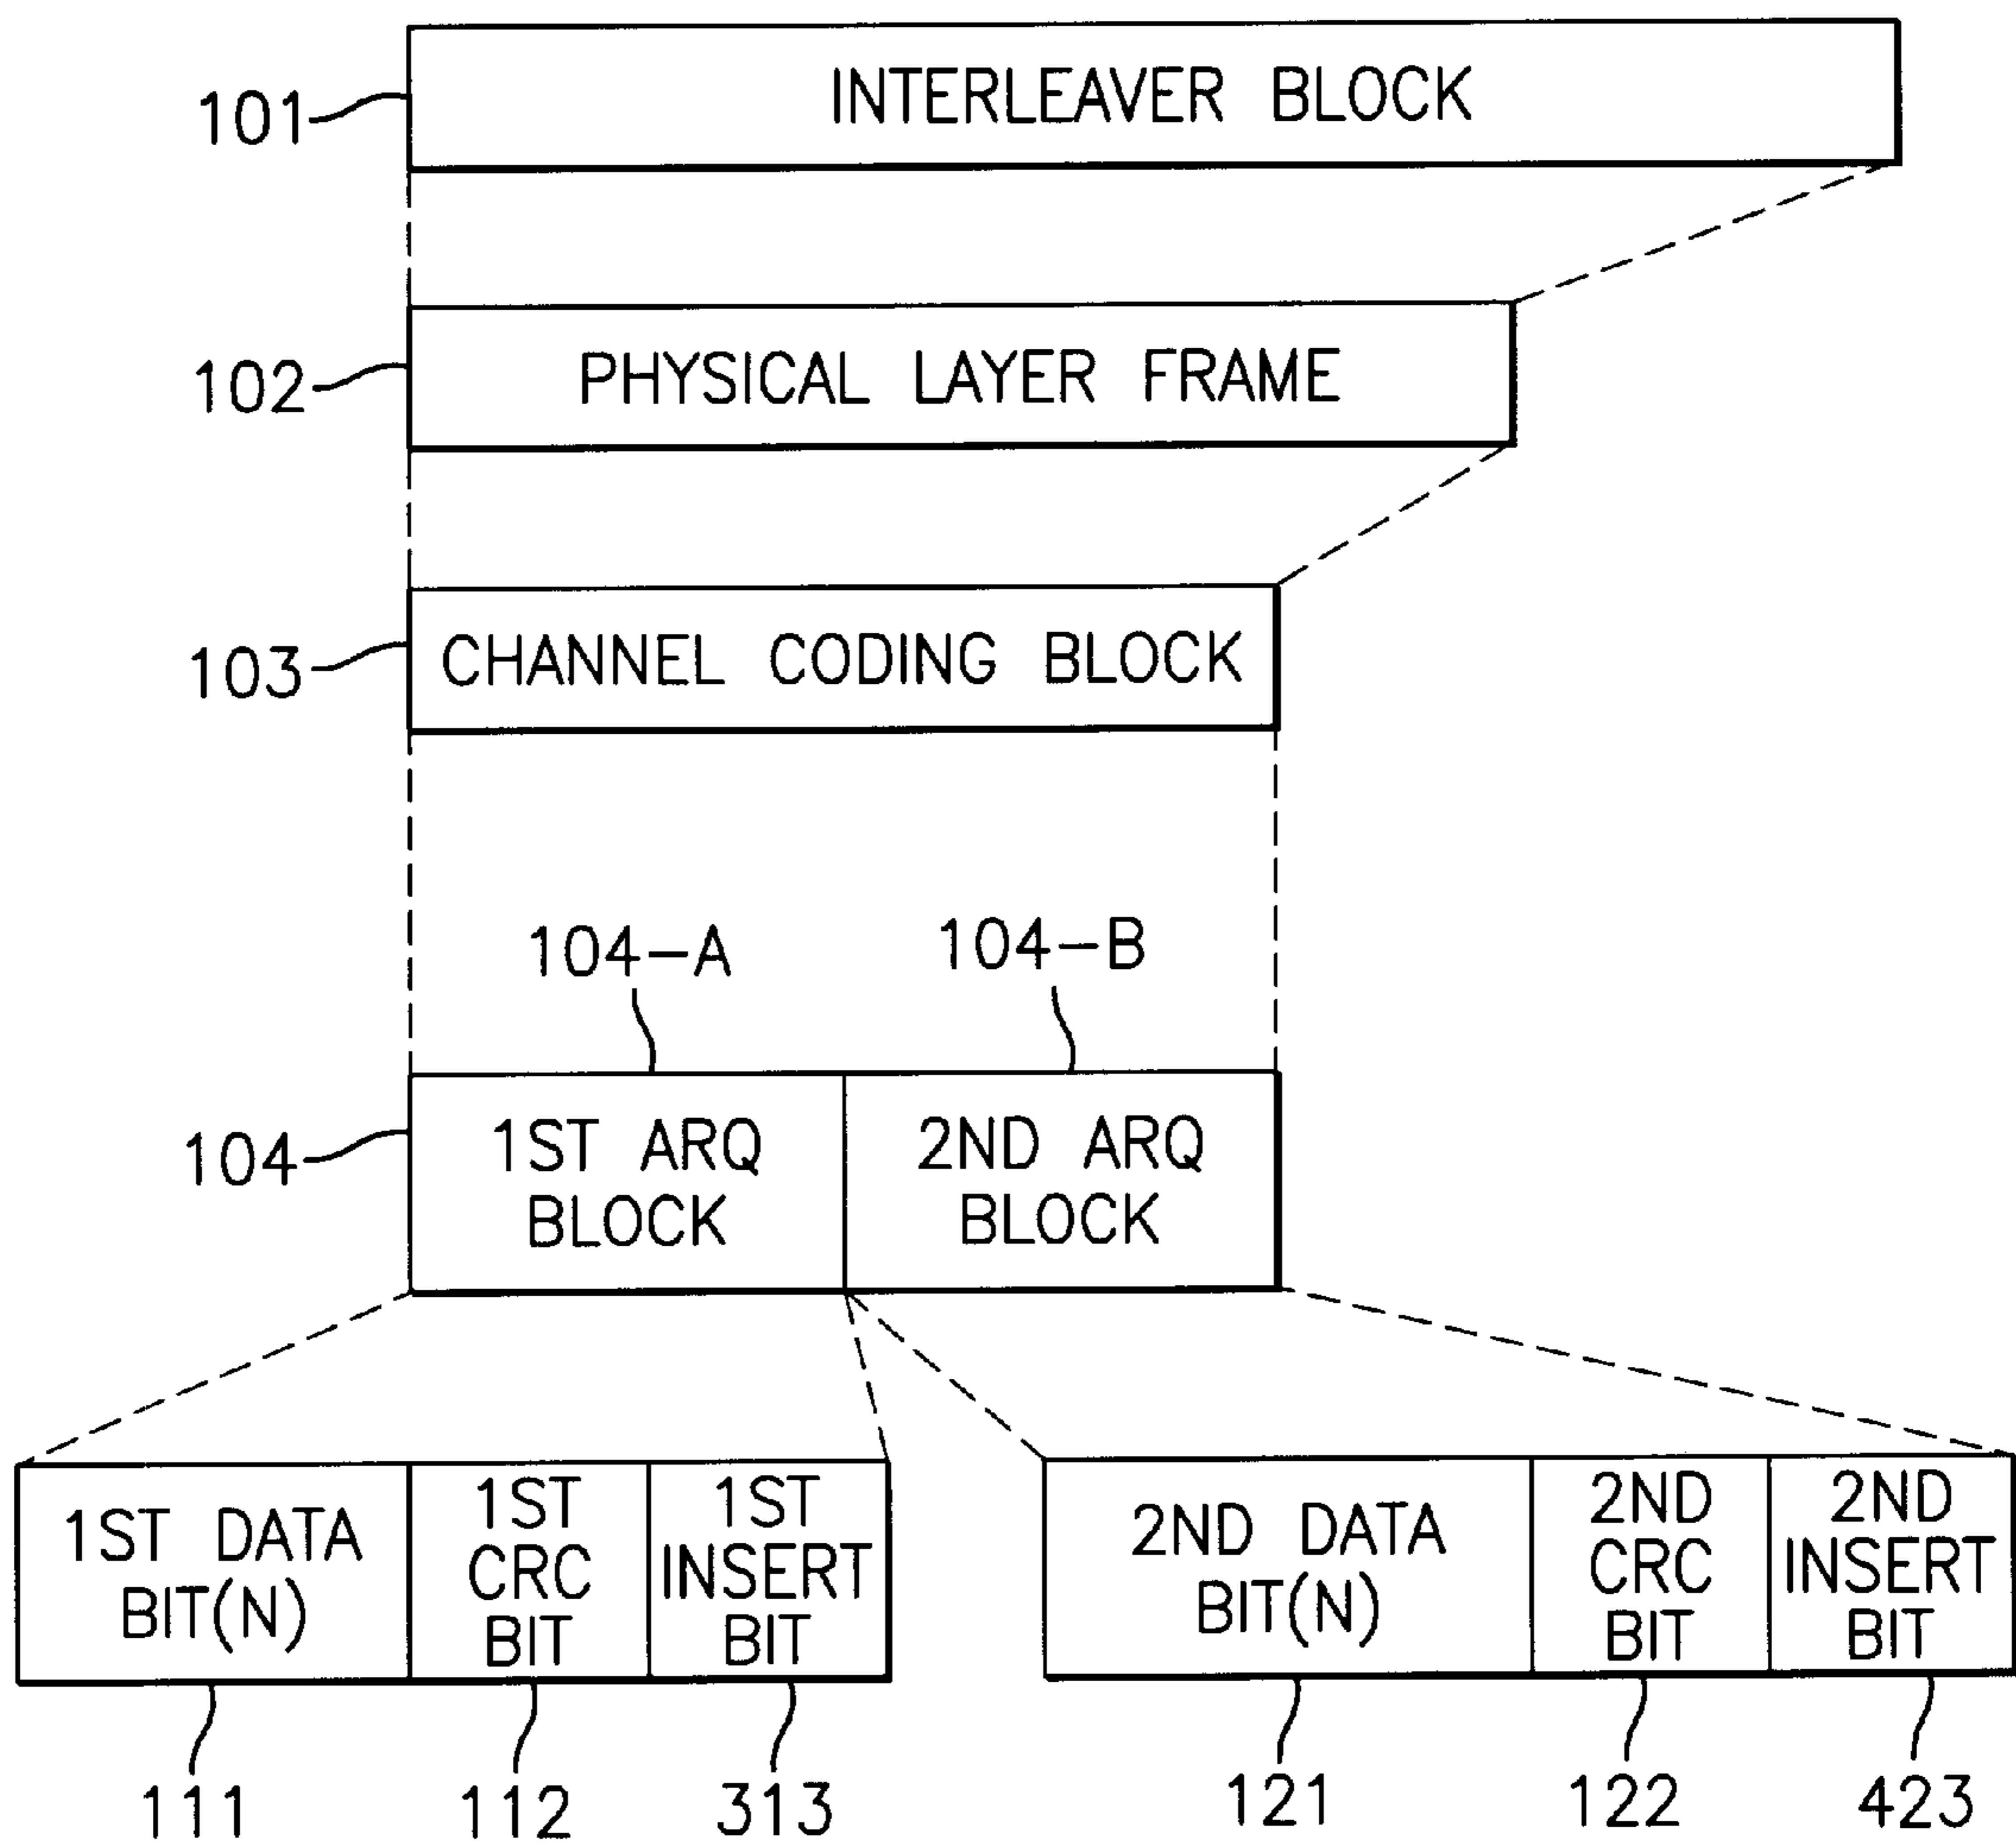 INTERLEAVER BLOCK
101
PHYSICAL LAYER FRAME
102
CHANNEL CODING BLOCK
103
104-A
104-B
104
1ST ARQ
BLOCK
2ND ARQ
BLOCK
1ST DATA
BIT(N)
1ST
CRC
BIT
1ST
INSERT
BIT
2ND DATA
BIT(N)
2ND
CRC
BIT
2ND
INSERT
BIT
111
112
313
121
122
423